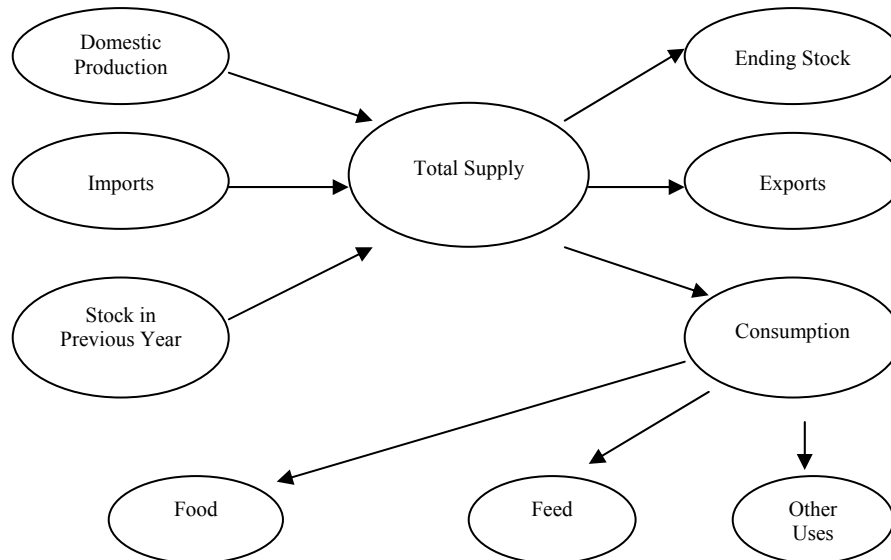 Domestic
Production
Ending Stock
Total Supply
Imports
Exports
Stock in
Previous Year
Consumption
Food
Feed
Other
Uses